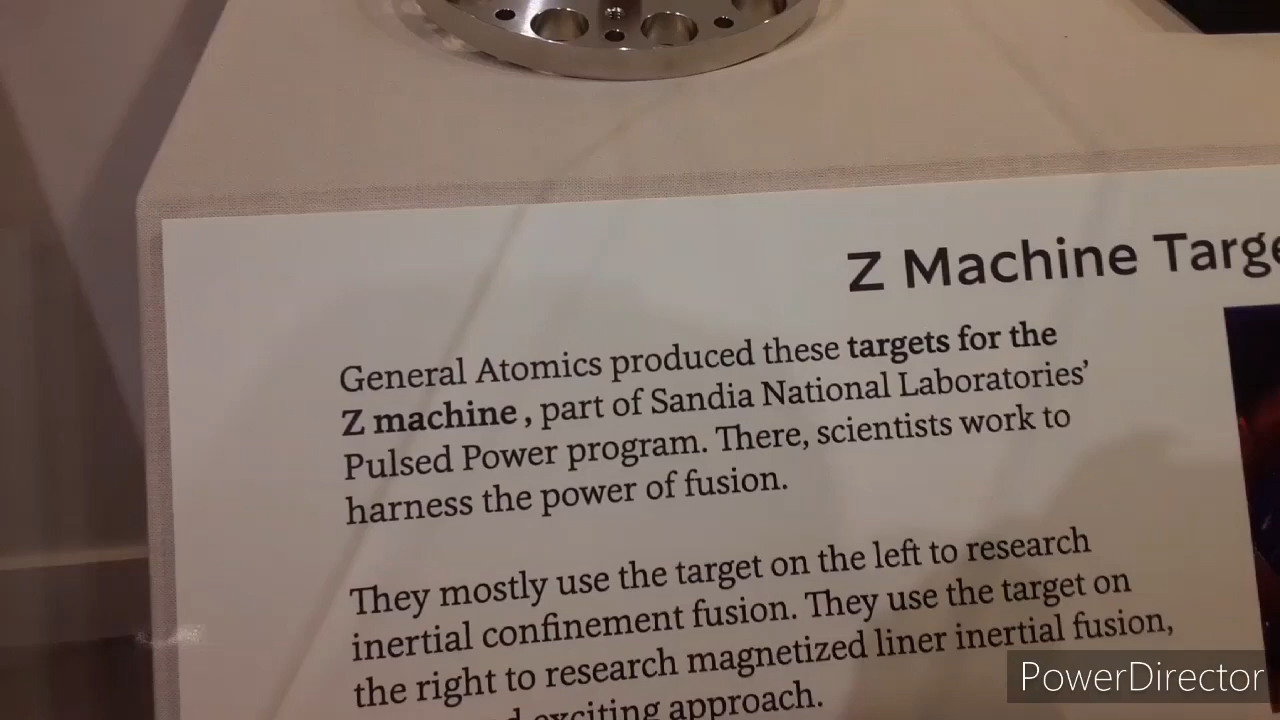 Z Machine Targe
General Atomics produced these targets for the
Z machine, part of Sandia National Laboratories’
Pulsed Power program. There, scientists work to
harness the power of fusion.
They mostly use the target on the left to research
inertial confinement fusion. They use the target on
the right to research magnetized liner inertial fusion,
exciting approach.
PowerDirector